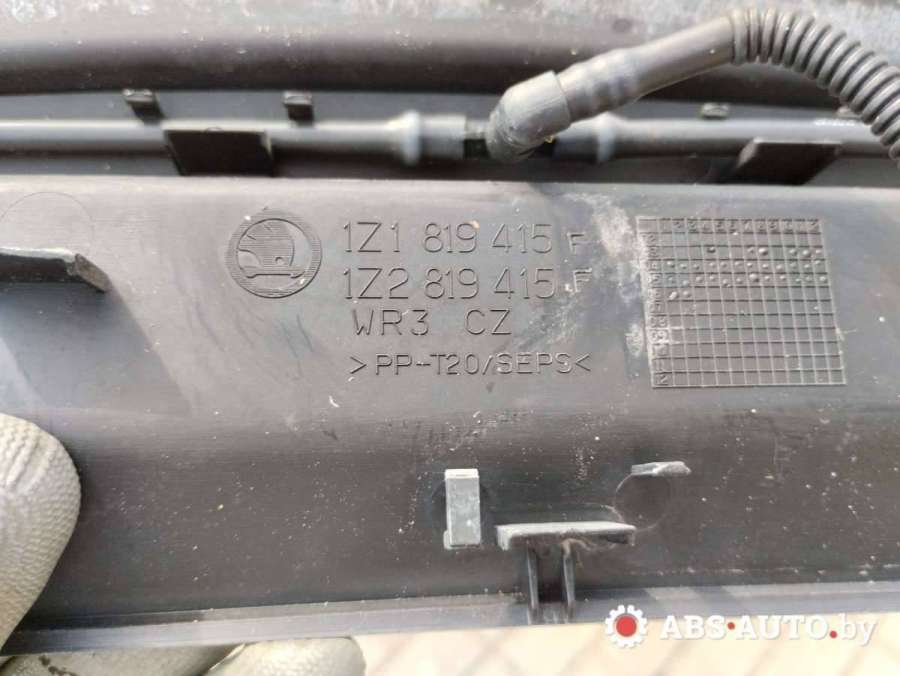 1Z1 819 415 F
1Z2 819 415 F
WR3 CZ
>PP-T20/SEPS<
ABS-AUTO.by